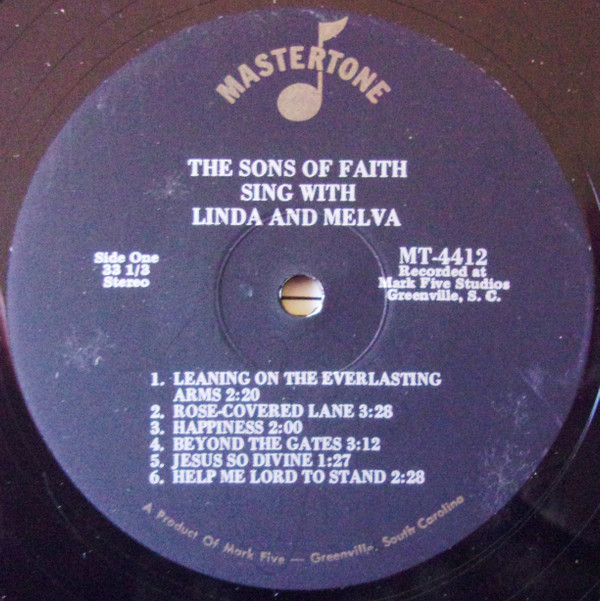 MASTERTONE
THE SONS OF FAITH
SING WITH
LINDA AND MELVA
Side One
33 1/3
Stereo
MT-4412
Recorded at
Mark Five Studios
Greenville, S. C.
1. LEANING ON THE EVERLASTING
ARMS 2:20
2. ROSE-COVERED LANE 3:28
3. HAPPINESS 2:00
4. BEYOND THE GATES 3:12
5. JESUS SO DIVINE 1:27
6. HELP ME LORD TO STAND 2:28
A Product Of Mark Five — Greenville, South Carolina